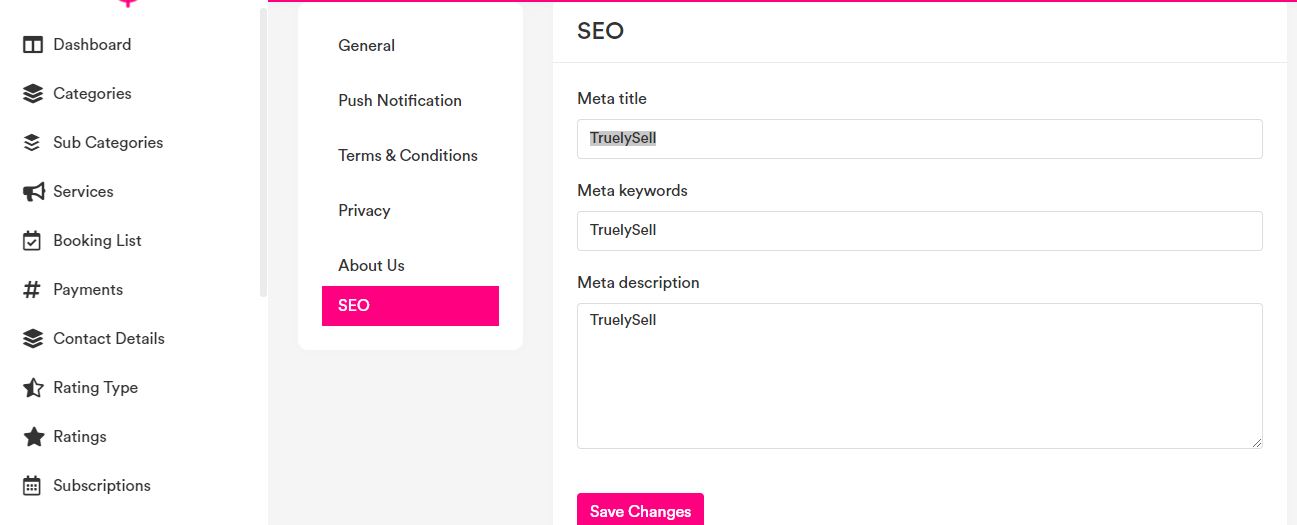 Dashboard
Categories
Sub Categories
Services
Booking List
Payments
Contact Details
Rating Type
Ratings
Subscriptions
General
Push Notification
Terms & Conditions
Privacy
About Us
SEO
SEO
Meta title
TruelySell
Meta keywords
TruelySell
Meta description
TruelySell
Save Changes